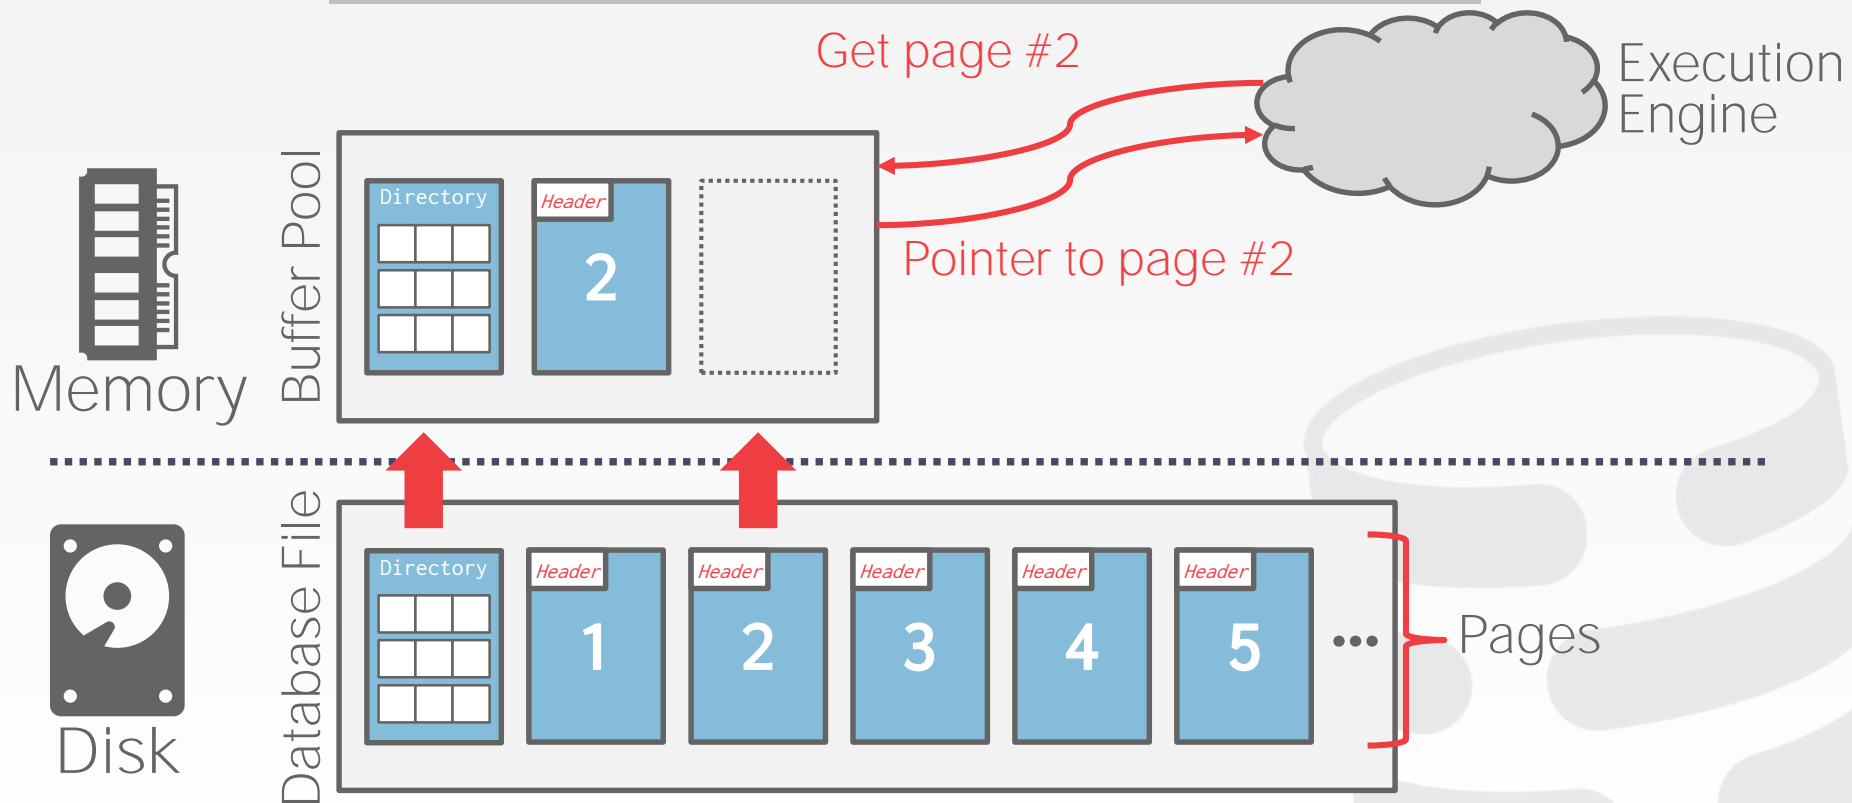 Get page #2
Execution
Engine
Buffer Pool
Directory
Header
2
Pointer to page #2
Memory
Database File
Directory
Header
1
Header
2
Header
3
Header
4
Header
5
...
Pages
Disk